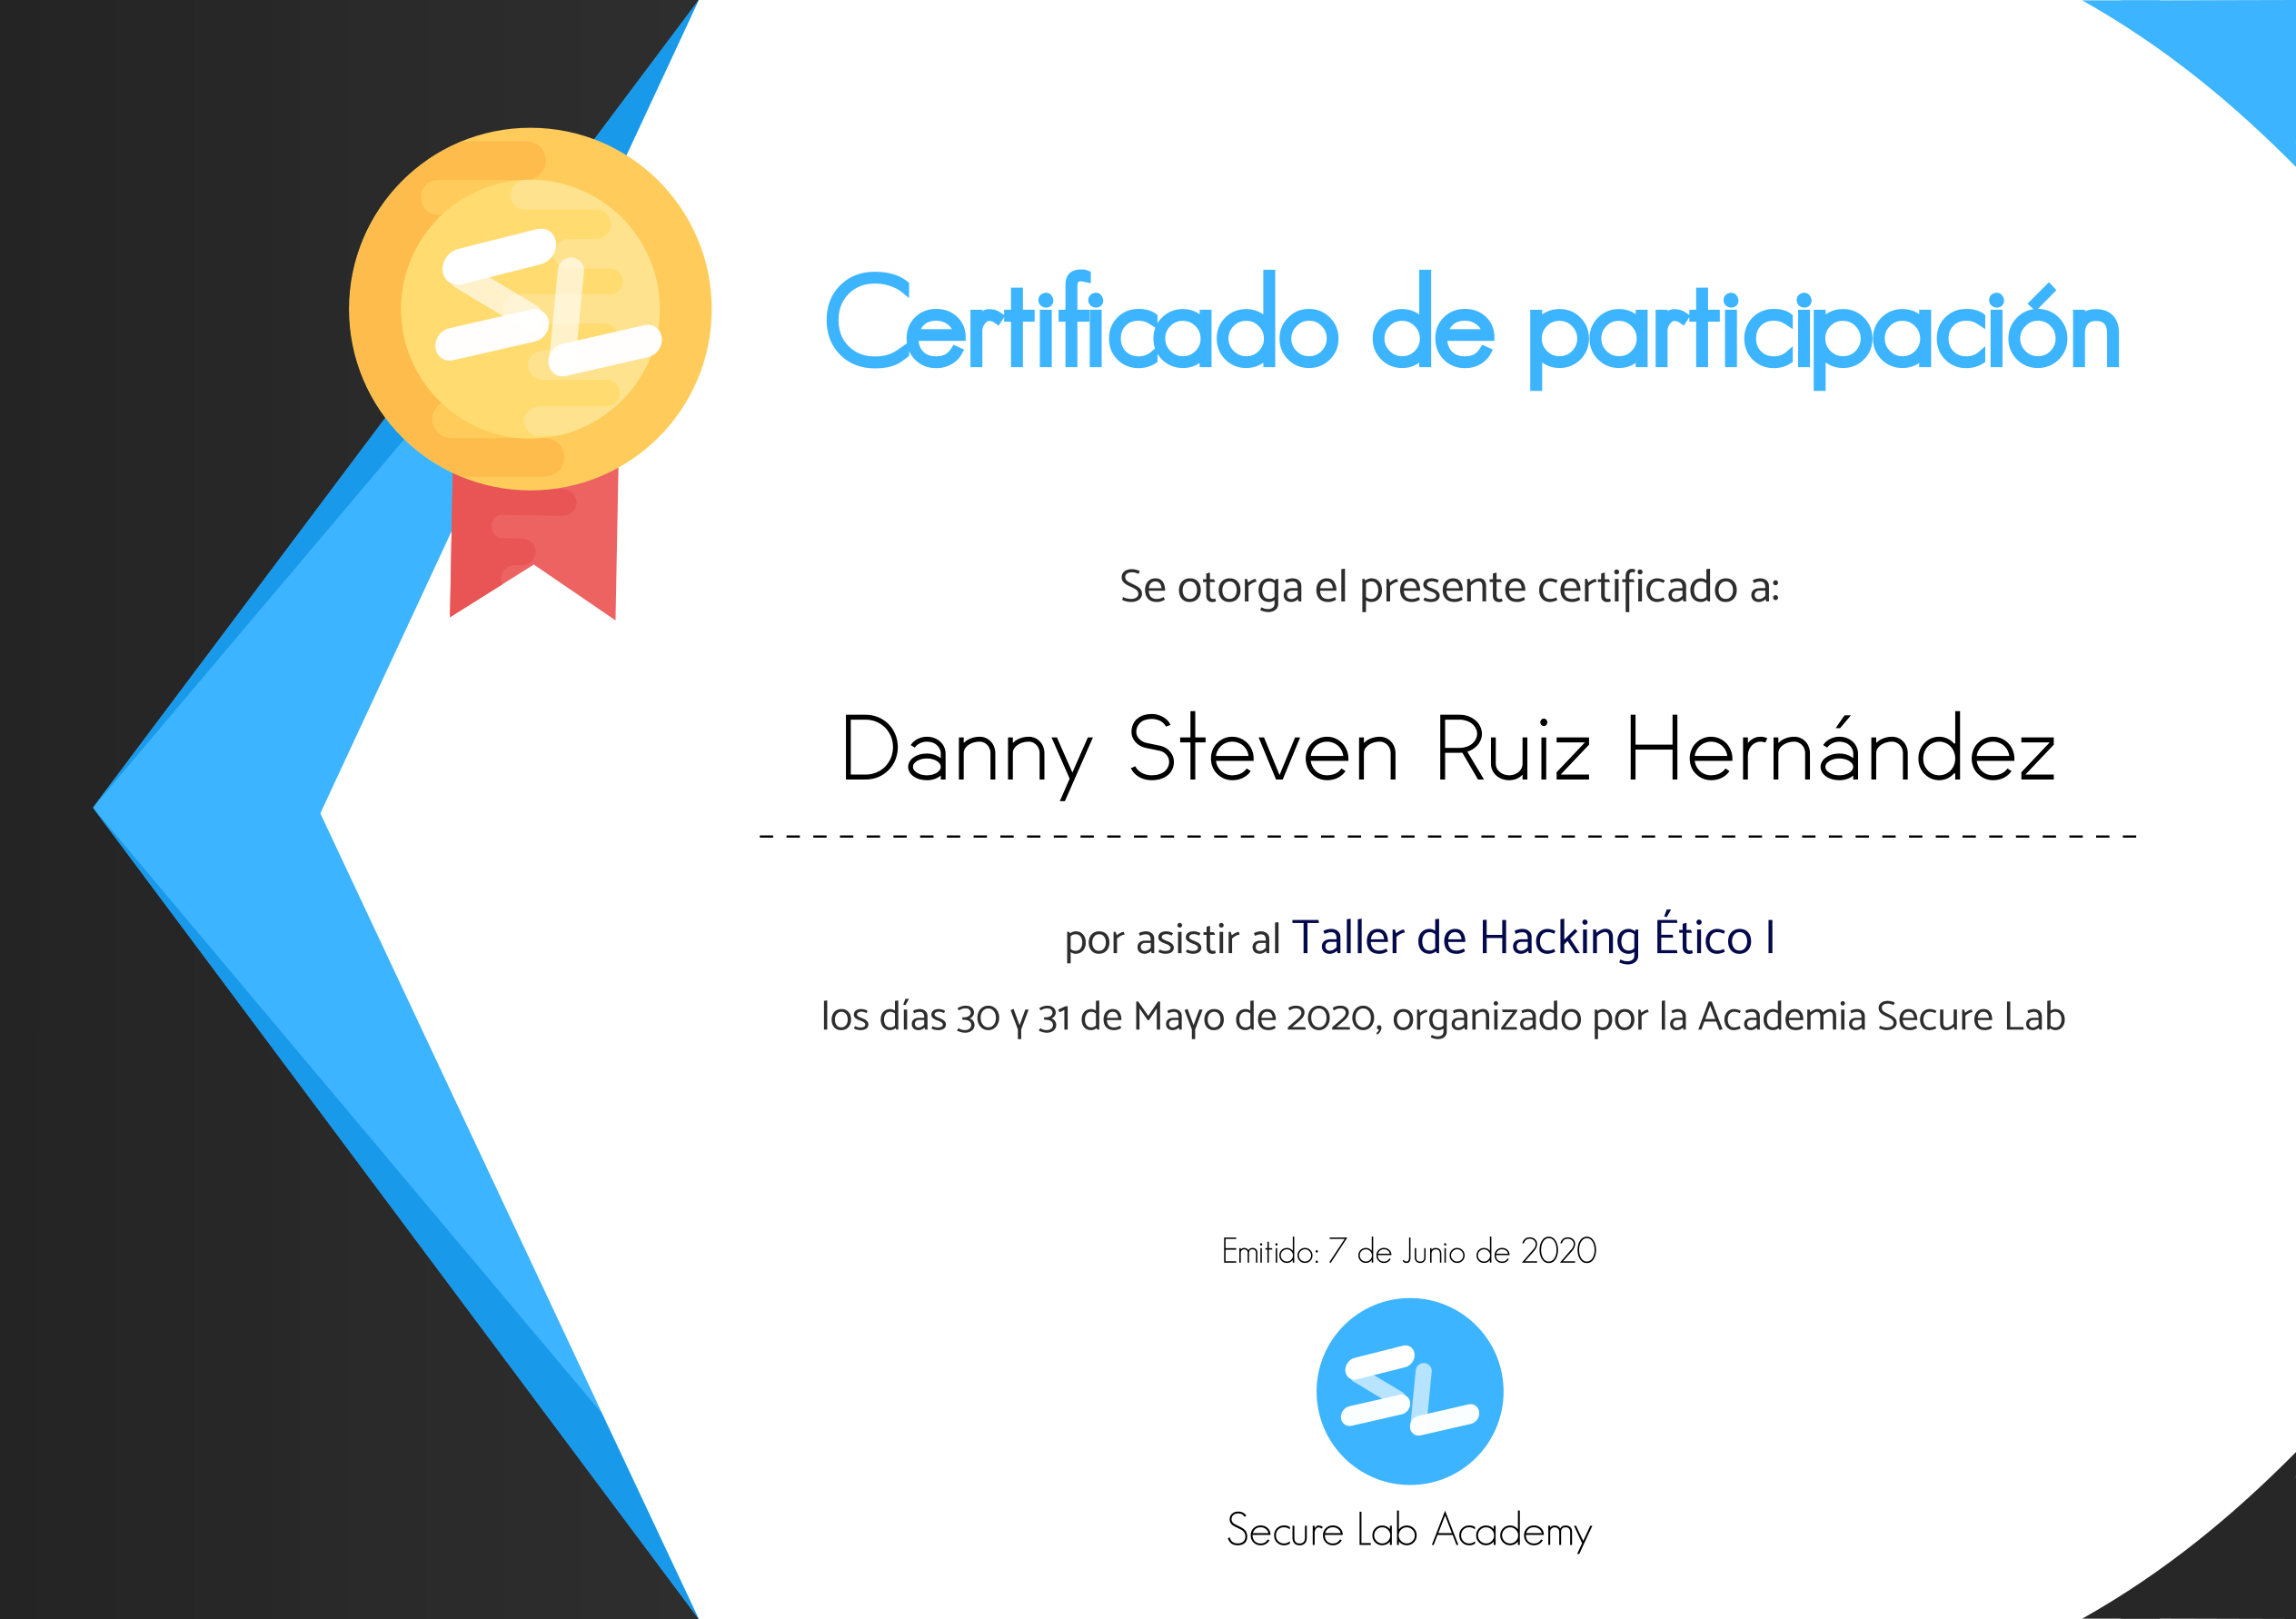 Certificado de participación
Se otorga el presente certificado a:
Danny Steven Ruiz Hernández
por asistir al Taller de Hacking Ético I
los días 30 y 31 de Mayo de 2020, organizado por la Academia Secure Lab
Emitido: 7 de Junio de 2020
Secure Lab Academy